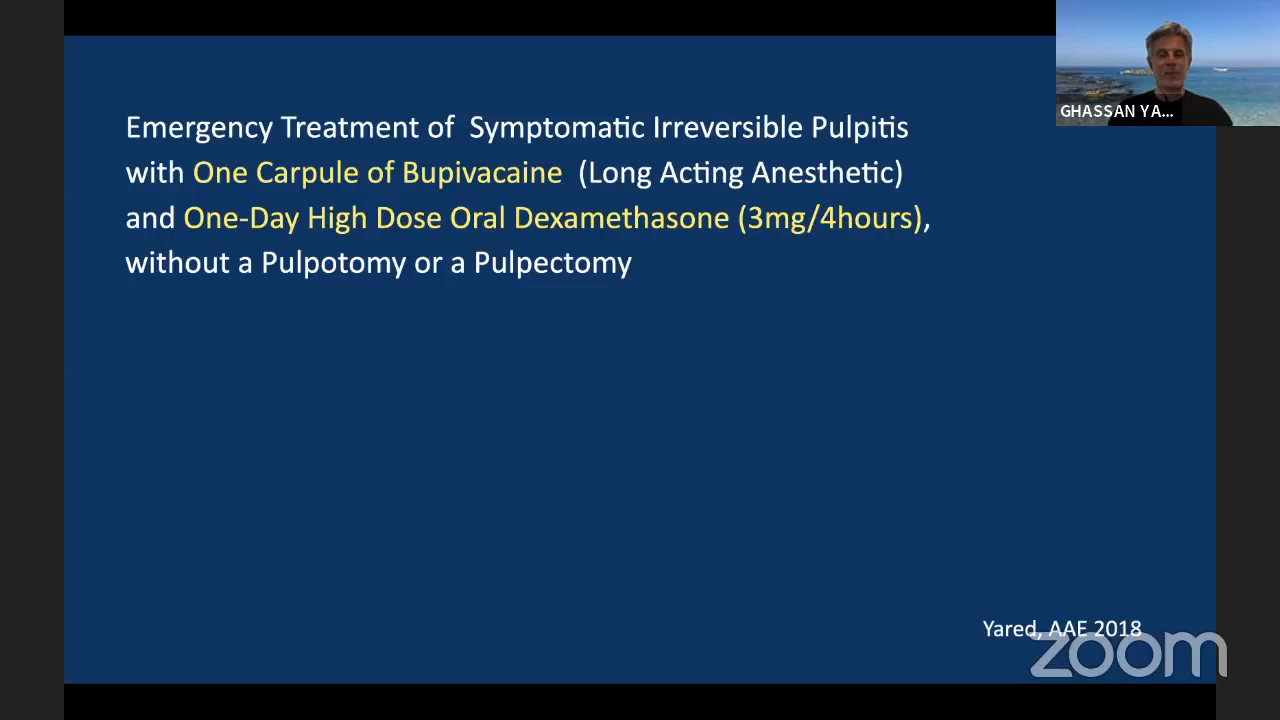 GHASSAN YA...
Emergency Treatment of Symptomatic Irreversible Pulpitis
with One Carpule of Bupivacaine (Long Acting Anesthetic)
and One-Day High Dose Oral Dexamethasone (3mg/4hours),
without a Pulpotomy or a Pulpectomy
Yared, AAE 2018
zoom